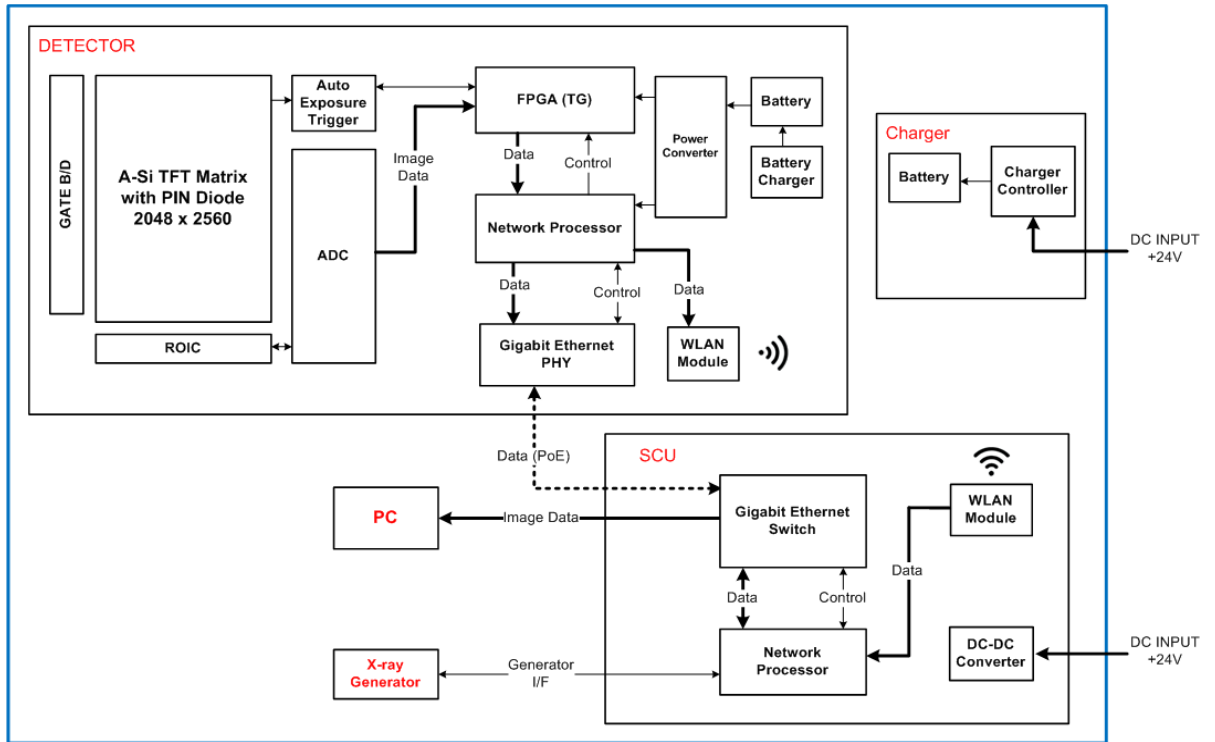 DETECTOR
GATE B/D
A-Si TFT Matrix
with PIN Diode
2048 x 2560
ROIC
Auto
Exposure
Trigger
ADC
Image
Data
FPGA (TG)
Data
Control
Network Processor
Data
Control
Data
Gigabit Ethernet
PHY
WLAN
Module
Power
Converter
Battery
Battery
Charger
Charger
Battery
Charger
Controller
DC INPUT
+24V
Data (PoE)
SCU
PC
Image Data
Gigabit Ethernet
Switch
WLAN
Module
Data
Data
Control
X-ray
Generator
Generator
I/F
Network
Processor
DC-DC
Converter
DC INPUT
+24V